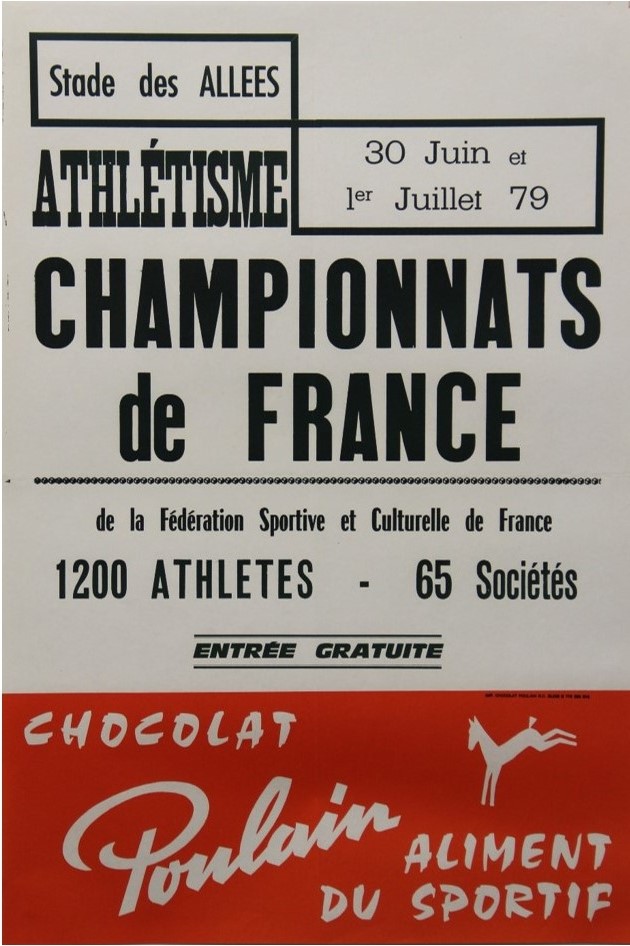 Stade des ALLEES
ATHLÉTISME
30 Juin et
1er Juillet 79
CHAMPIONNATS
de FRANCE
de la Fédération Sportive et Culturelle de France
1200 ATHLETES - 65 Sociétés
ENTRÉE GRATUITE
CHOCOLAT
Poulain
ALIMENT
DU SPORTIF